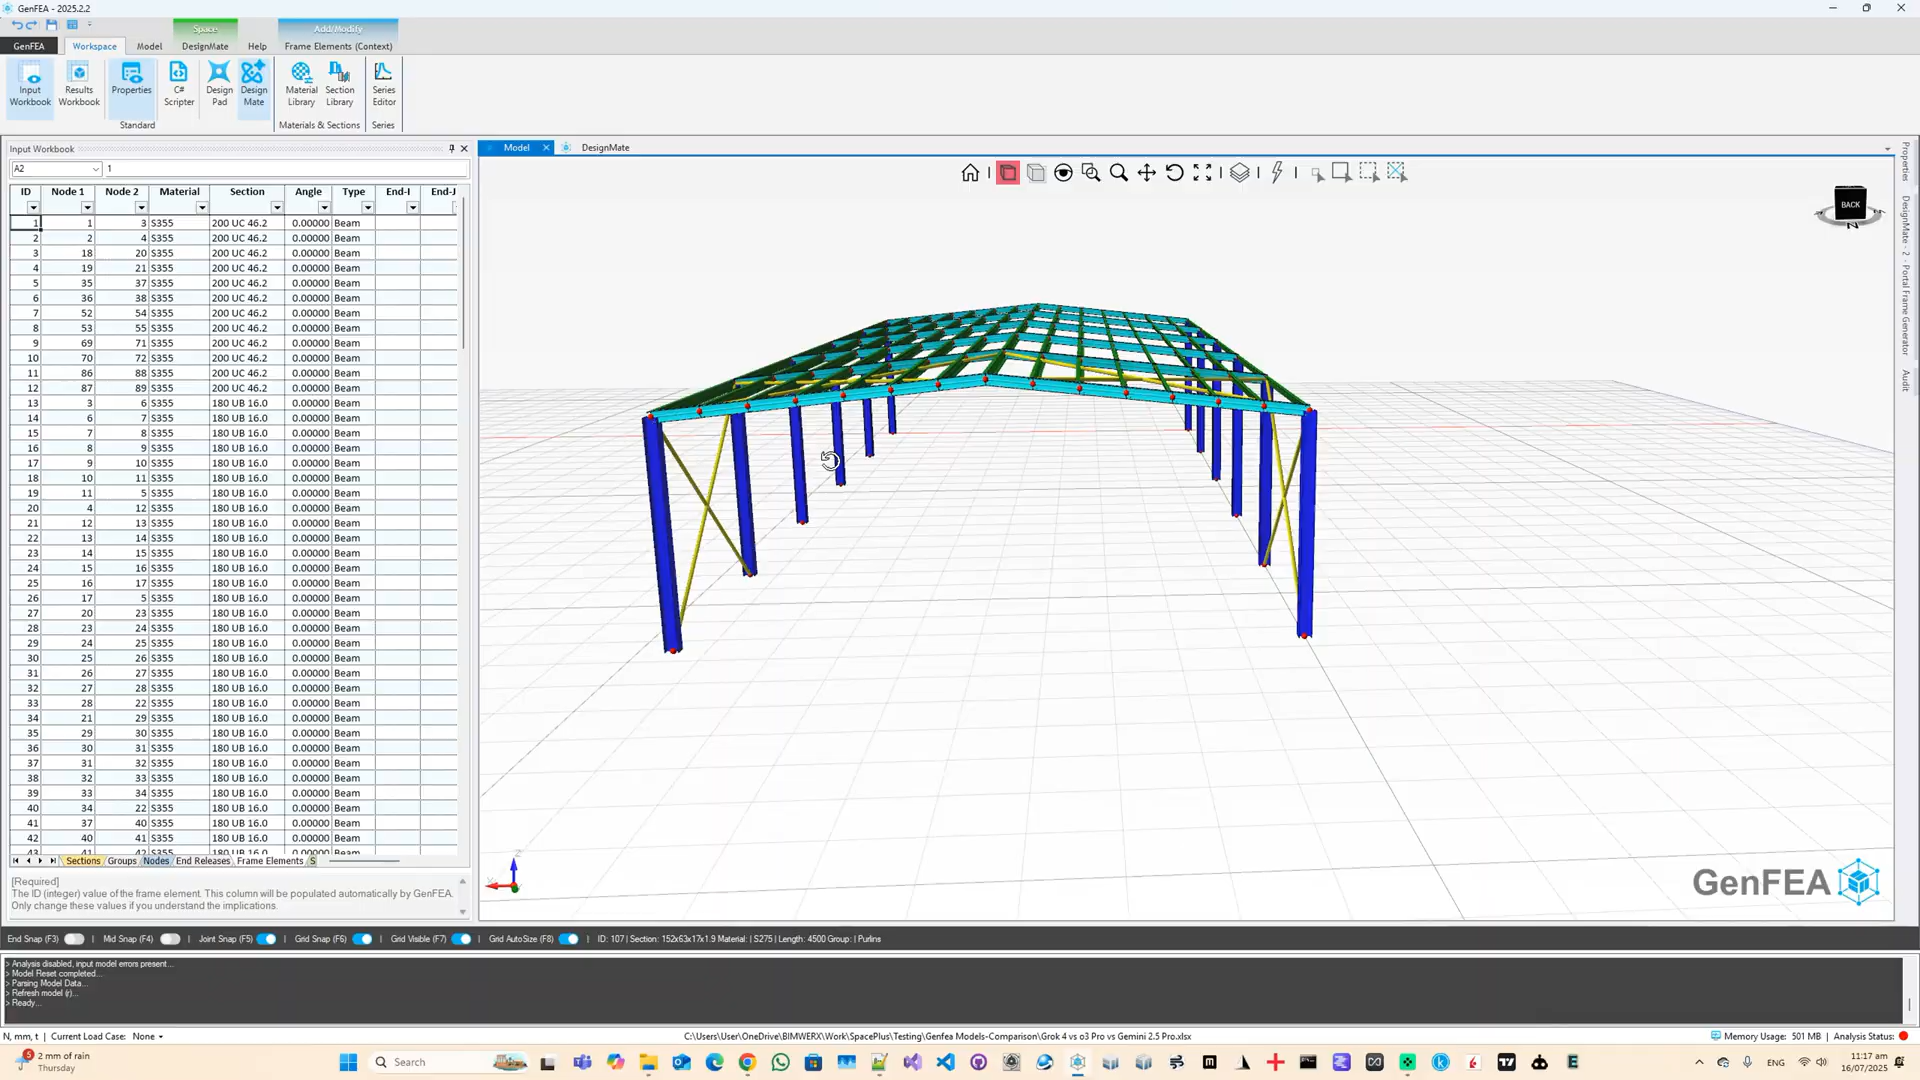 GenFEA - 2025.2.2
Space Add/Modify
GenFEA Workspace Model DesignMate Help Frame Elements (Context)
Input Workbook
Results Workbook
Properties
C# Scripter
Design Pad
Design Mate
Material Library
Section Library
Series Editor
Standard Materials & Sections Series
Input Workbook
Model DesignMate
A2 1
ID Node 1 Node 2 Material Section Angle Type End-I End-J
1 1 3 S355 200 UC 46.2 0.00000 Beam
2 2 4 S355 200 UC 46.2 0.00000 Beam
3 18 20 S355 200 UC 46.2 0.00000 Beam
4 19 21 S355 200 UC 46.2 0.00000 Beam
5 35 37 S355 200 UC 46.2 0.00000 Beam
6 36 38 S355 200 UC 46.2 0.00000 Beam
7 52 54 S355 200 UC 46.2 0.00000 Beam
8 53 55 S355 200 UC 46.2 0.00000 Beam
9 69 71 S355 200 UC 46.2 0.00000 Beam
10 70 72 S355 200 UC 46.2 0.00000 Beam
11 86 88 S355 200 UC 46.2 0.00000 Beam
12 87 89 S355 200 UC 46.2 0.00000 Beam
13 3 6 S355 180 UB 16.0 0.00000 Beam
14 6 7 S355 180 UB 16.0 0.00000 Beam
15 7 8 S355 180 UB 16.0 0.00000 Beam
16 8 9 S355 180 UB 16.0 0.00000 Beam
17 9 10 S355 180 UB 16.0 0.00000 Beam
18 10 11 S355 180 UB 16.0 0.00000 Beam
19 11 5 S355 180 UB 16.0 0.00000 Beam
20 4 12 S355 180 UB 16.0 0.00000 Beam
21 12 13 S355 180 UB 16.0 0.00000 Beam
22 13 14 S355 180 UB 16.0 0.00000 Beam
23 14 15 S355 180 UB 16.0 0.00000 Beam
24 15 16 S355 180 UB 16.0 0.00000 Beam
25 16 17 S355 180 UB 16.0 0.00000 Beam
26 17 5 S355 180 UB 16.0 0.00000 Beam
27 20 23 S355 180 UB 16.0 0.00000 Beam
28 23 24 S355 180 UB 16.0 0.00000 Beam
29 24 25 S355 180 UB 16.0 0.00000 Beam
30 25 26 S355 180 UB 16.0 0.00000 Beam
31 26 27 S355 180 UB 16.0 0.00000 Beam
32 27 28 S355 180 UB 16.0 0.00000 Beam
33 28 22 S355 180 UB 16.0 0.00000 Beam
34 21 29 S355 180 UB 16.0 0.00000 Beam
35 29 30 S355 180 UB 16.0 0.00000 Beam
36 30 31 S355 180 UB 16.0 0.00000 Beam
37 31 32 S355 180 UB 16.0 0.00000 Beam
38 32 33 S355 180 UB 16.0 0.00000 Beam
39 33 34 S355 180 UB 16.0 0.00000 Beam
40 34 22 S355 180 UB 16.0 0.00000 Beam
41 37 40 S355 180 UB 16.0 0.00000 Beam
42 40 41 S355 180 UB 16.0 0.00000 Beam
43 41 42 S355 180 UB 16.0 0.00000 Beam
Sections Groups Nodes End Releases Frame Elements S
[Required]
The ID (integer) value of the frame element. This column will be populated automatically by GenFEA.
Only change these values if you understand the implications.
BACK
N
Z
GenFEA
Properties
DesignMate - 2 - Portal Frame Generator
Audit
End Snap (F3) | Mid Snap (F4) | Joint Snap (F5) | Grid Snap (F6) | Grid Visible (F7) | Grid AutoSize (F8) | ID: 107 | Section: 152x63x17x1.9 Material: | S275 | Length: 4500 Group: | Purlins
> Analysis disabled, input model errors present...
> Model Reset completed...
> Parsing Model Data...
> Refresh model (r)...
> Ready...
N, mm, t | Current Load Case: None
C:\Users\User\OneDrive\BIMWERX\Work\SpacePlus\Testing\Genfea Models-Comparison\Grok 4 vs o3 Pro vs Gemini 2.5 Pro.xlsx
Memory Usage: 501 MB | Analysis Status:
5
2 mm of rain
Thursday
Search
ENG
11:17 am
16/07/2025